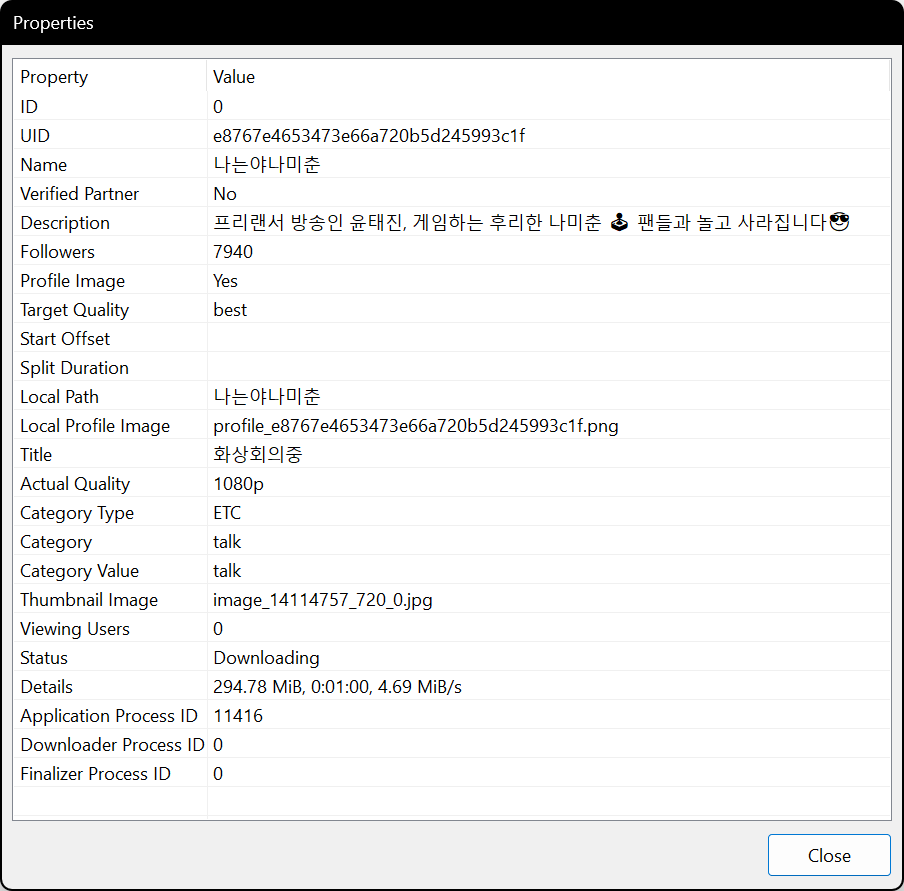 Properties
Property Value
ID 0
UID e8767e4653473e66a720b5d245993c1f
Name 나는야나미춘
Verified Partner No
Description 프리랜서 방송인 윤태진, 게임하는 후리한 나미춘 🕹 팬들과 놀고 사라집니다😎
Followers 7940
Profile Image Yes
Target Quality best
Start Offset
Split Duration
Local Path 나는야나미춘
Local Profile Image profile_e8767e4653473e66a720b5d245993c1f.png
Title 화상회의중
Actual Quality 1080p
Category Type ETC
Category talk
Category Value talk
Thumbnail Image image_14114757_720_0.jpg
Viewing Users 0
Status Downloading
Details 294.78 MiB, 0:01:00, 4.69 MiB/s
Application Process ID 11416
Downloader Process ID 0
Finalizer Process ID 0
Close